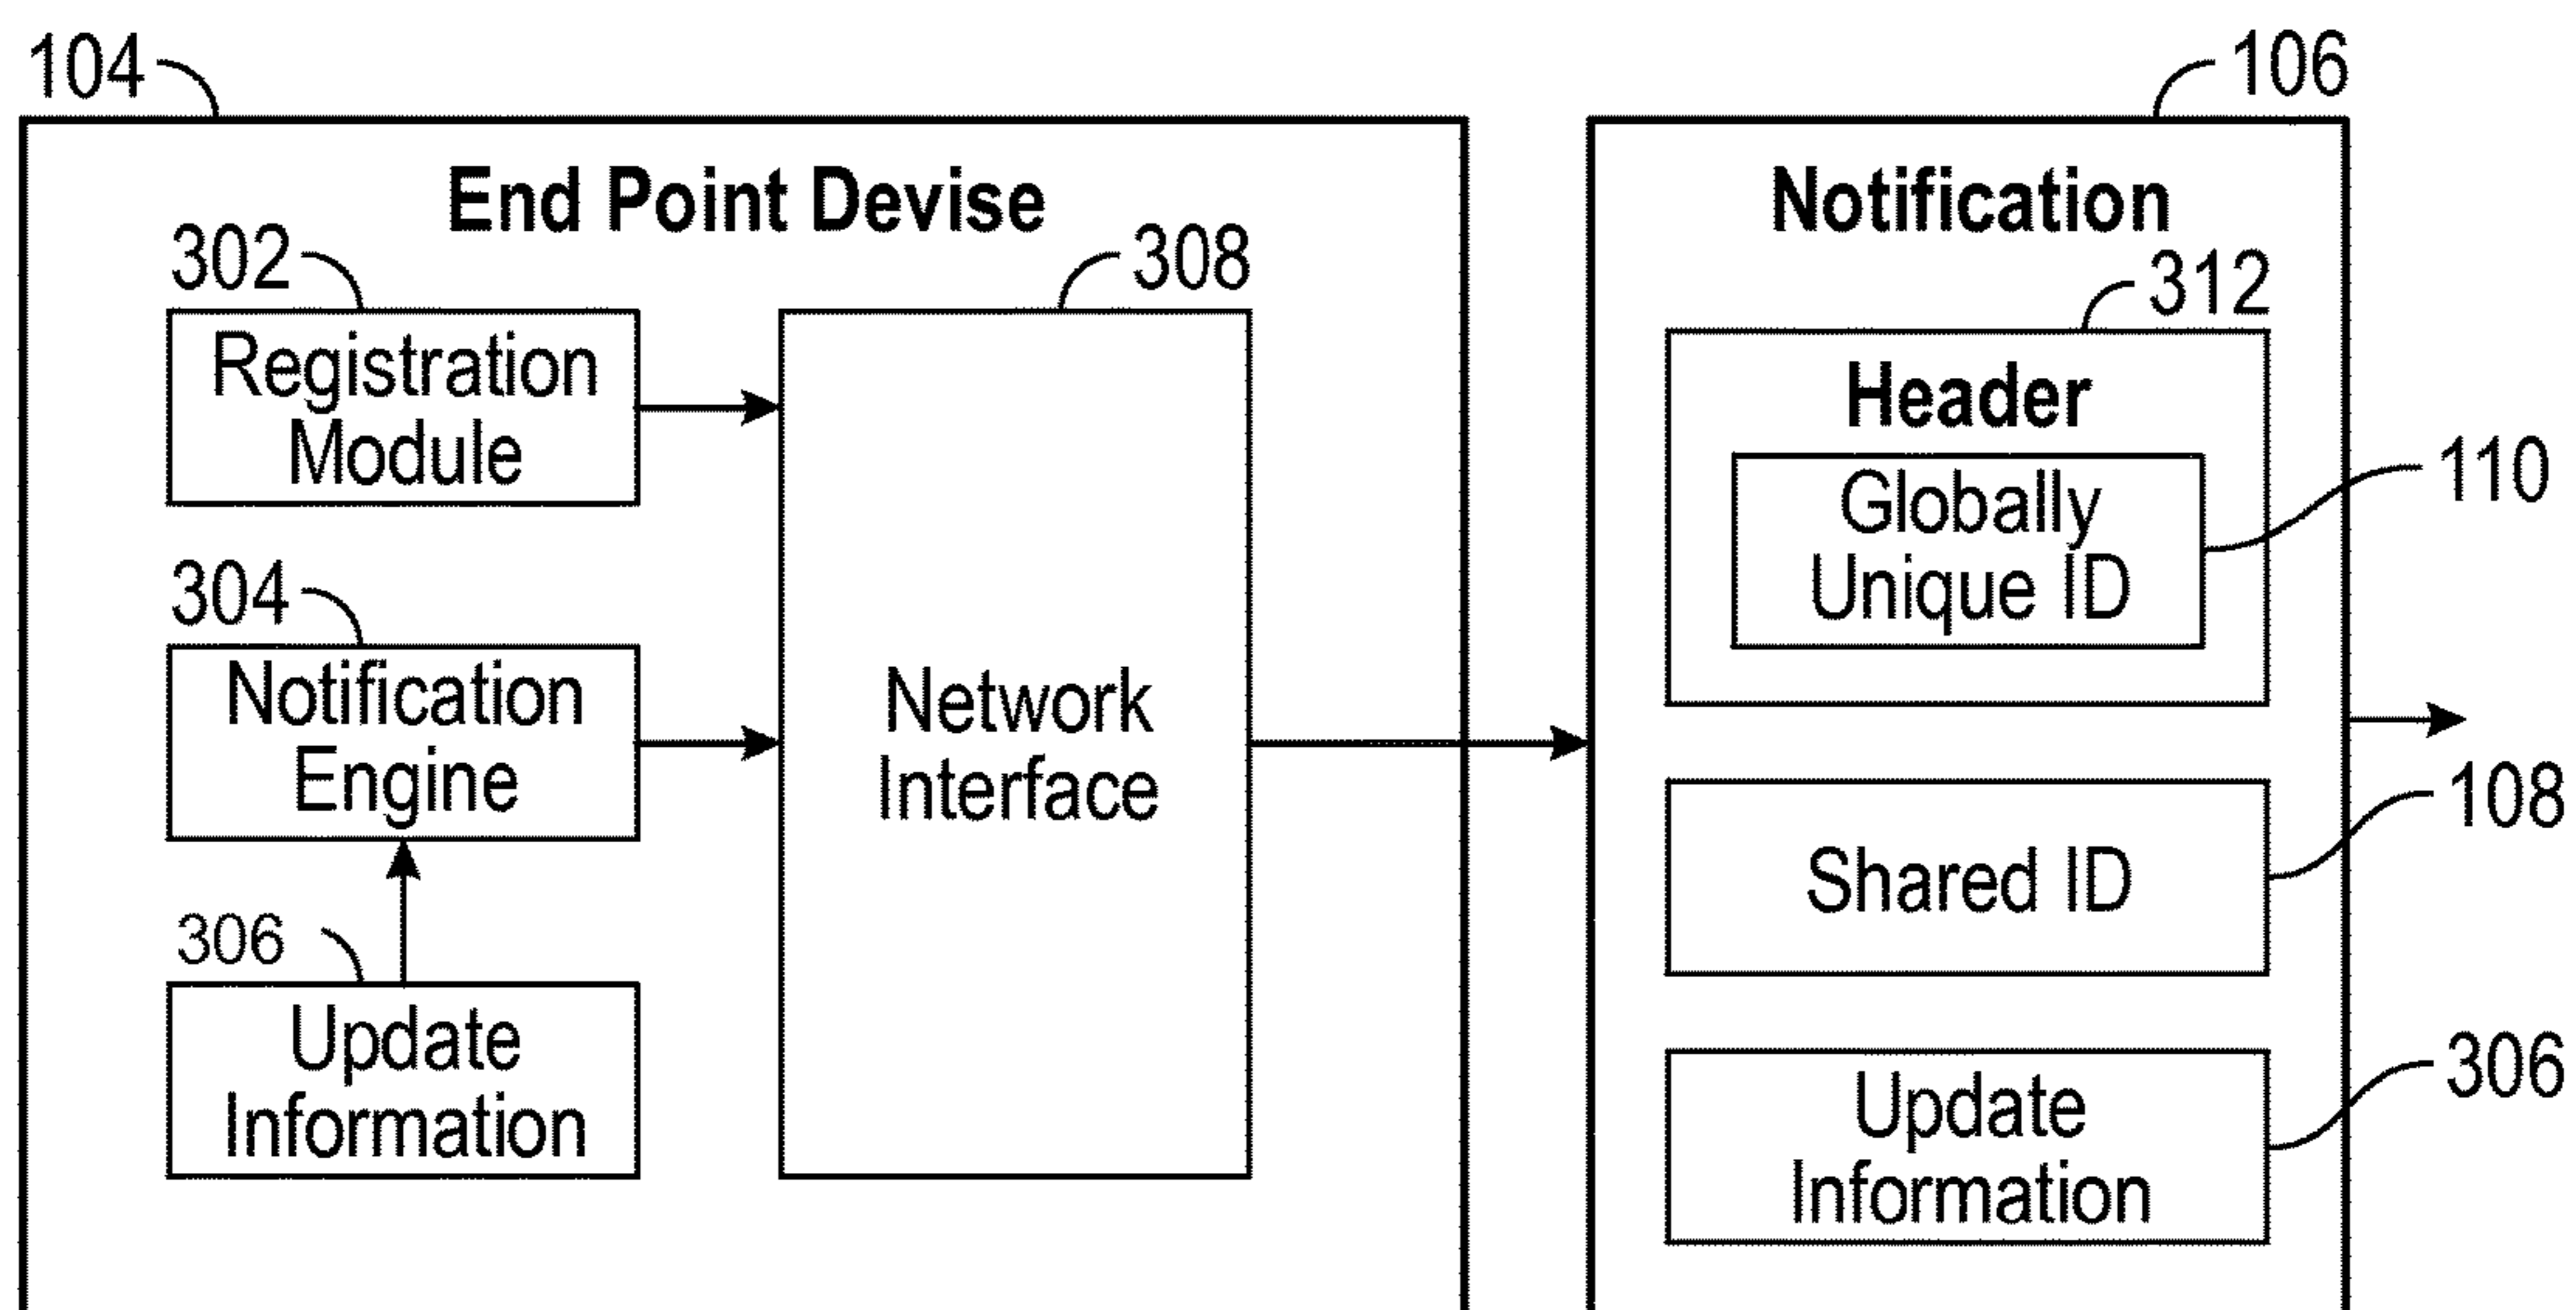 104
106
End Point Devise
Notification
302
308
312
Registration
Module
Header
110
Globally
Unique ID
304
Notification
Engine
Network
Interface
108
Shared ID
306
Update
Information
306
Update
Information